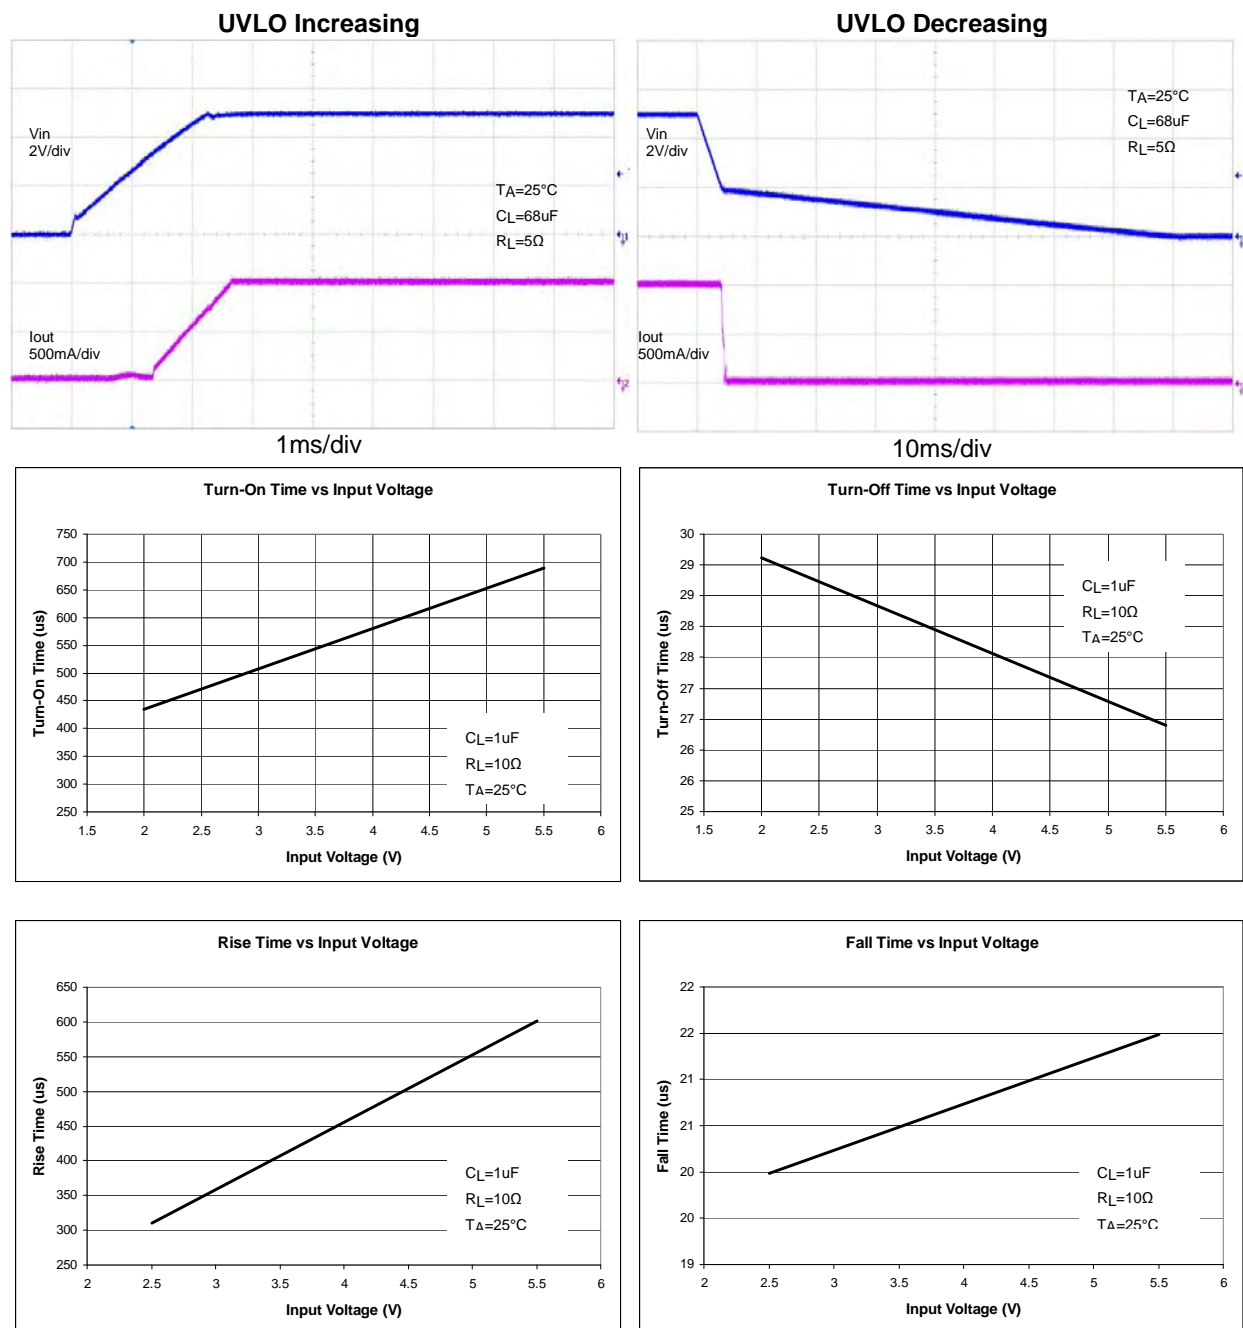 UVLO Increasing
UVLO Decreasing
Vin
2V/div
TA=25°C
CL=68uF
RL=5Ω
Iout
500mA/div
1ms/div
Vin
2V/div
TA=25°C
CL=68uF
RL=5Ω
Iout
500mA/div
10ms/div
Turn-On Time vs Input Voltage
Turn-On Time (us)
750
700
650
600
550
500
450
400
350
300
250
CL=1uF
RL=10Ω
TA=25°C
1.5 2 2.5 3 3.5 4 4.5 5 5.5 6
Input Voltage (V)
Turn-Off Time vs Input Voltage
Turn-Off Time (us)
30
29
29
28
28
27
27
26
26
25
CL=1uF
RL=10Ω
TA=25°C
1.5 2 2.5 3 3.5 4 4.5 5 5.5 6
Input Voltage (V)
Rise Time vs Input Voltage
Rise Time (us)
650
600
550
500
450
400
350
300
250
CL=1uF
RL=10Ω
TA=25°C
2 2.5 3 3.5 4 4.5 5 5.5 6
Input Voltage (V)
Fall Time vs Input Voltage
Fall Time (us)
22
22
21
21
20
20
19
CL=1uF
RL=10Ω
TA=25°C
2 2.5 3 3.5 4 4.5 5 5.5 6
Input Voltage (V)